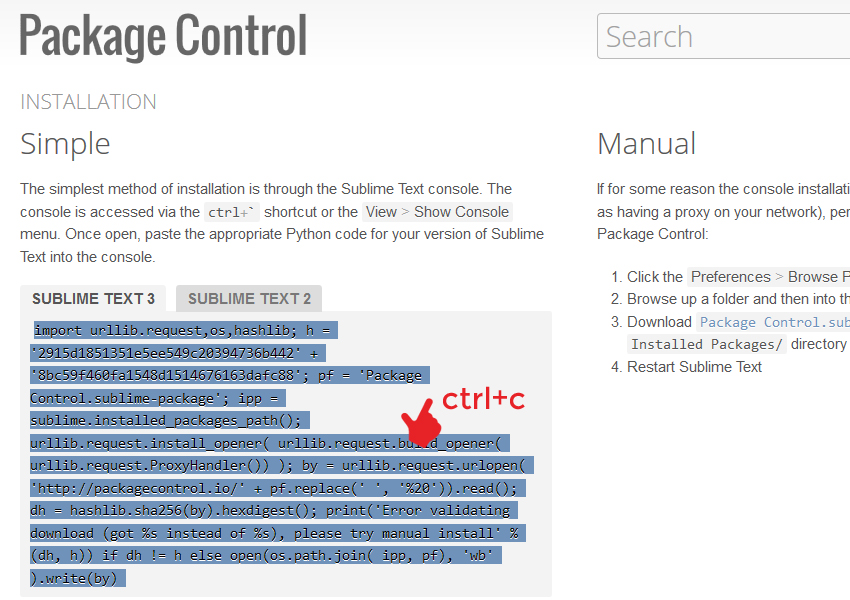 Package Control
Search
INSTALLATION
Simple
The simplest method of installation is through the Sublime Text console. The
console is accessed via the ctrl+` shortcut or the View > Show Console
menu. Once open, paste the appropriate Python code for your version of Sublime
Text into the console.
SUBLIME TEXT 3
SUBLIME TEXT 2
import urllib.request,os,hashlib; h =
'2915d1851351e5ee549c20394736b442' +
'8bc59f460fa1548d1514676163dafc88'; pf = 'Package
Control.sublime-package'; ipp =
sublime.installed_packages_path();
urllib.request.install_opener( urllib.request.build_opener(
urllib.request.ProxyHandler()) ); by = urllib.request.urlopen(
'http://packagecontrol.io/' + pf.replace(' ', '%20')).read();
dh = hashlib.sha256(by).hexdigest(); print('Error validating
download (got %s instead of %s), please try manual install' %
(dh, h)) if dh != h else open(os.path.join( ipp, pf), 'wb'
).write(by)
ctrl+c
Manual
If for some reason the console installati
as having a proxy on your network), per
Package Control:
1. Click the Preferences > Browse P
2. Browse up a folder and then into th
3. Download Package Control.sub
Installed Packages/ directory
4. Restart Sublime Text